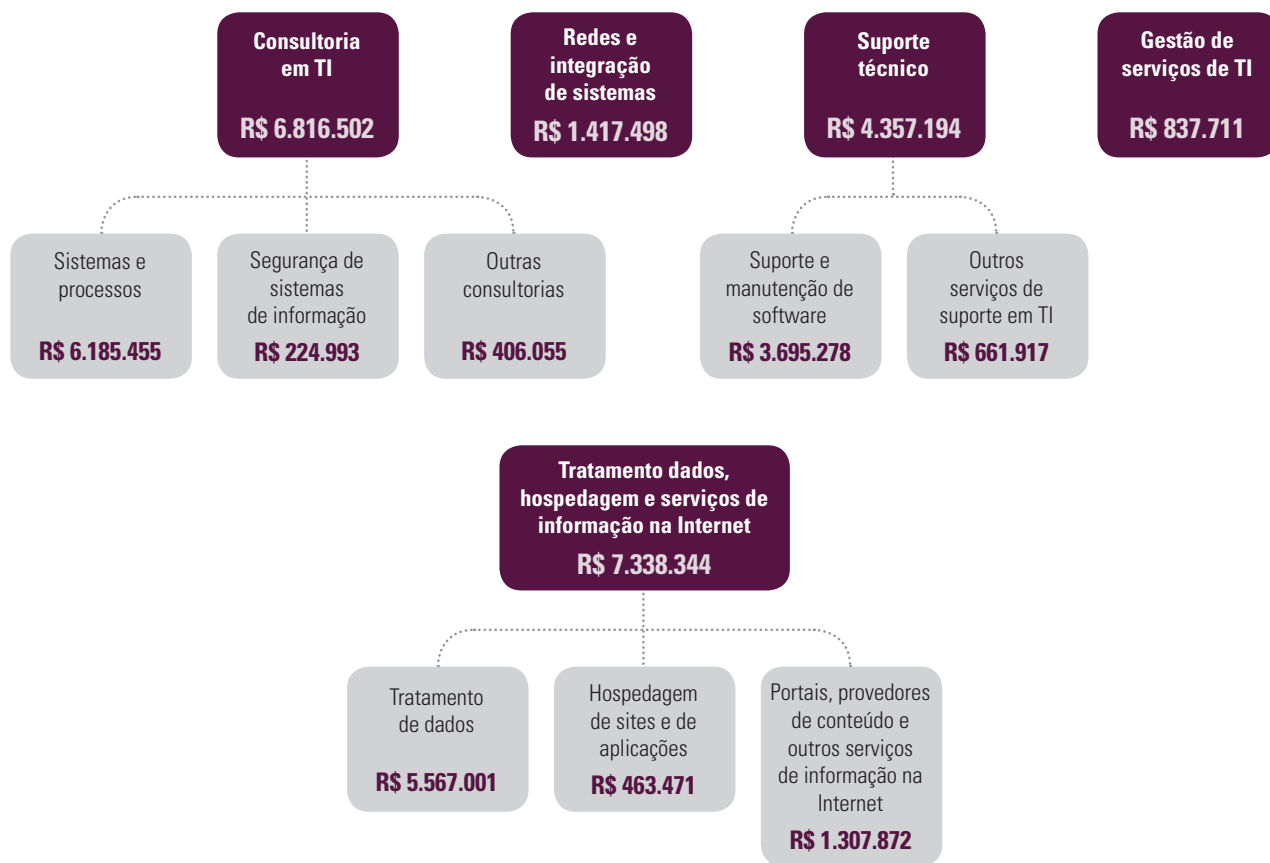 Consultoria
em TI
R$ 6.816.502
Redes e
integração
de sistemas
R$ 1.417.498
Suporte
técnico
R$ 4.357.194
Gestão de
serviços de TI
R$ 837.711
Sistemas e
processos
R$ 6.185.455
Segurança de
sistemas
de informação
R$ 224.993
Outras
consultorias
R$ 406.055
Suporte e
manutenção de
software
R$ 3.695.278
Outros
serviços de
suporte em TI
R$ 661.917
Tratamento dados,
hospedagem e serviços de
informação na Internet
R$ 7.338.344
Tratamento
de dados
R$ 5.567.001
Hospedagem
de sites e de
aplicações
R$ 463.471
Portais, provedores
de conteúdo e
outros serviços
de informação na
Internet
R$ 1.307.872